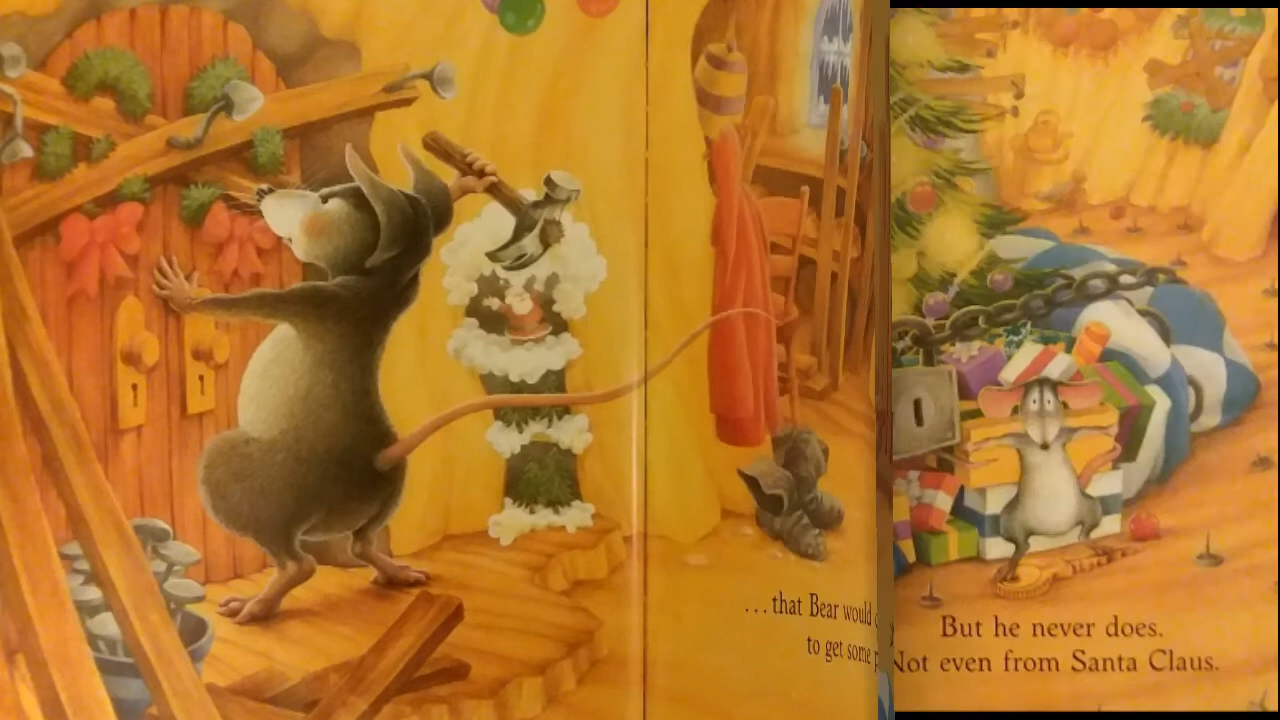 ...that Bear would
to get some
But he never does.
Not even from Santa Claus.